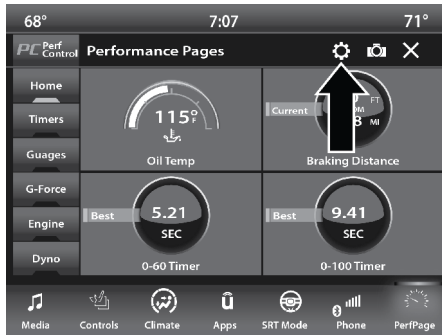 68° 7:07 71°
PC Perf Control Performance Pages
Home
Timers
Guages
G-Force
Engine
Dyno
115°F
Oil Temp
Current
FT
MI
Braking Distance
Best 5.21 SEC
0-60 Timer
Best 9.41 SEC
0-100 Timer
Media Controls Climate Apps SRT Mode Phone PerfPage